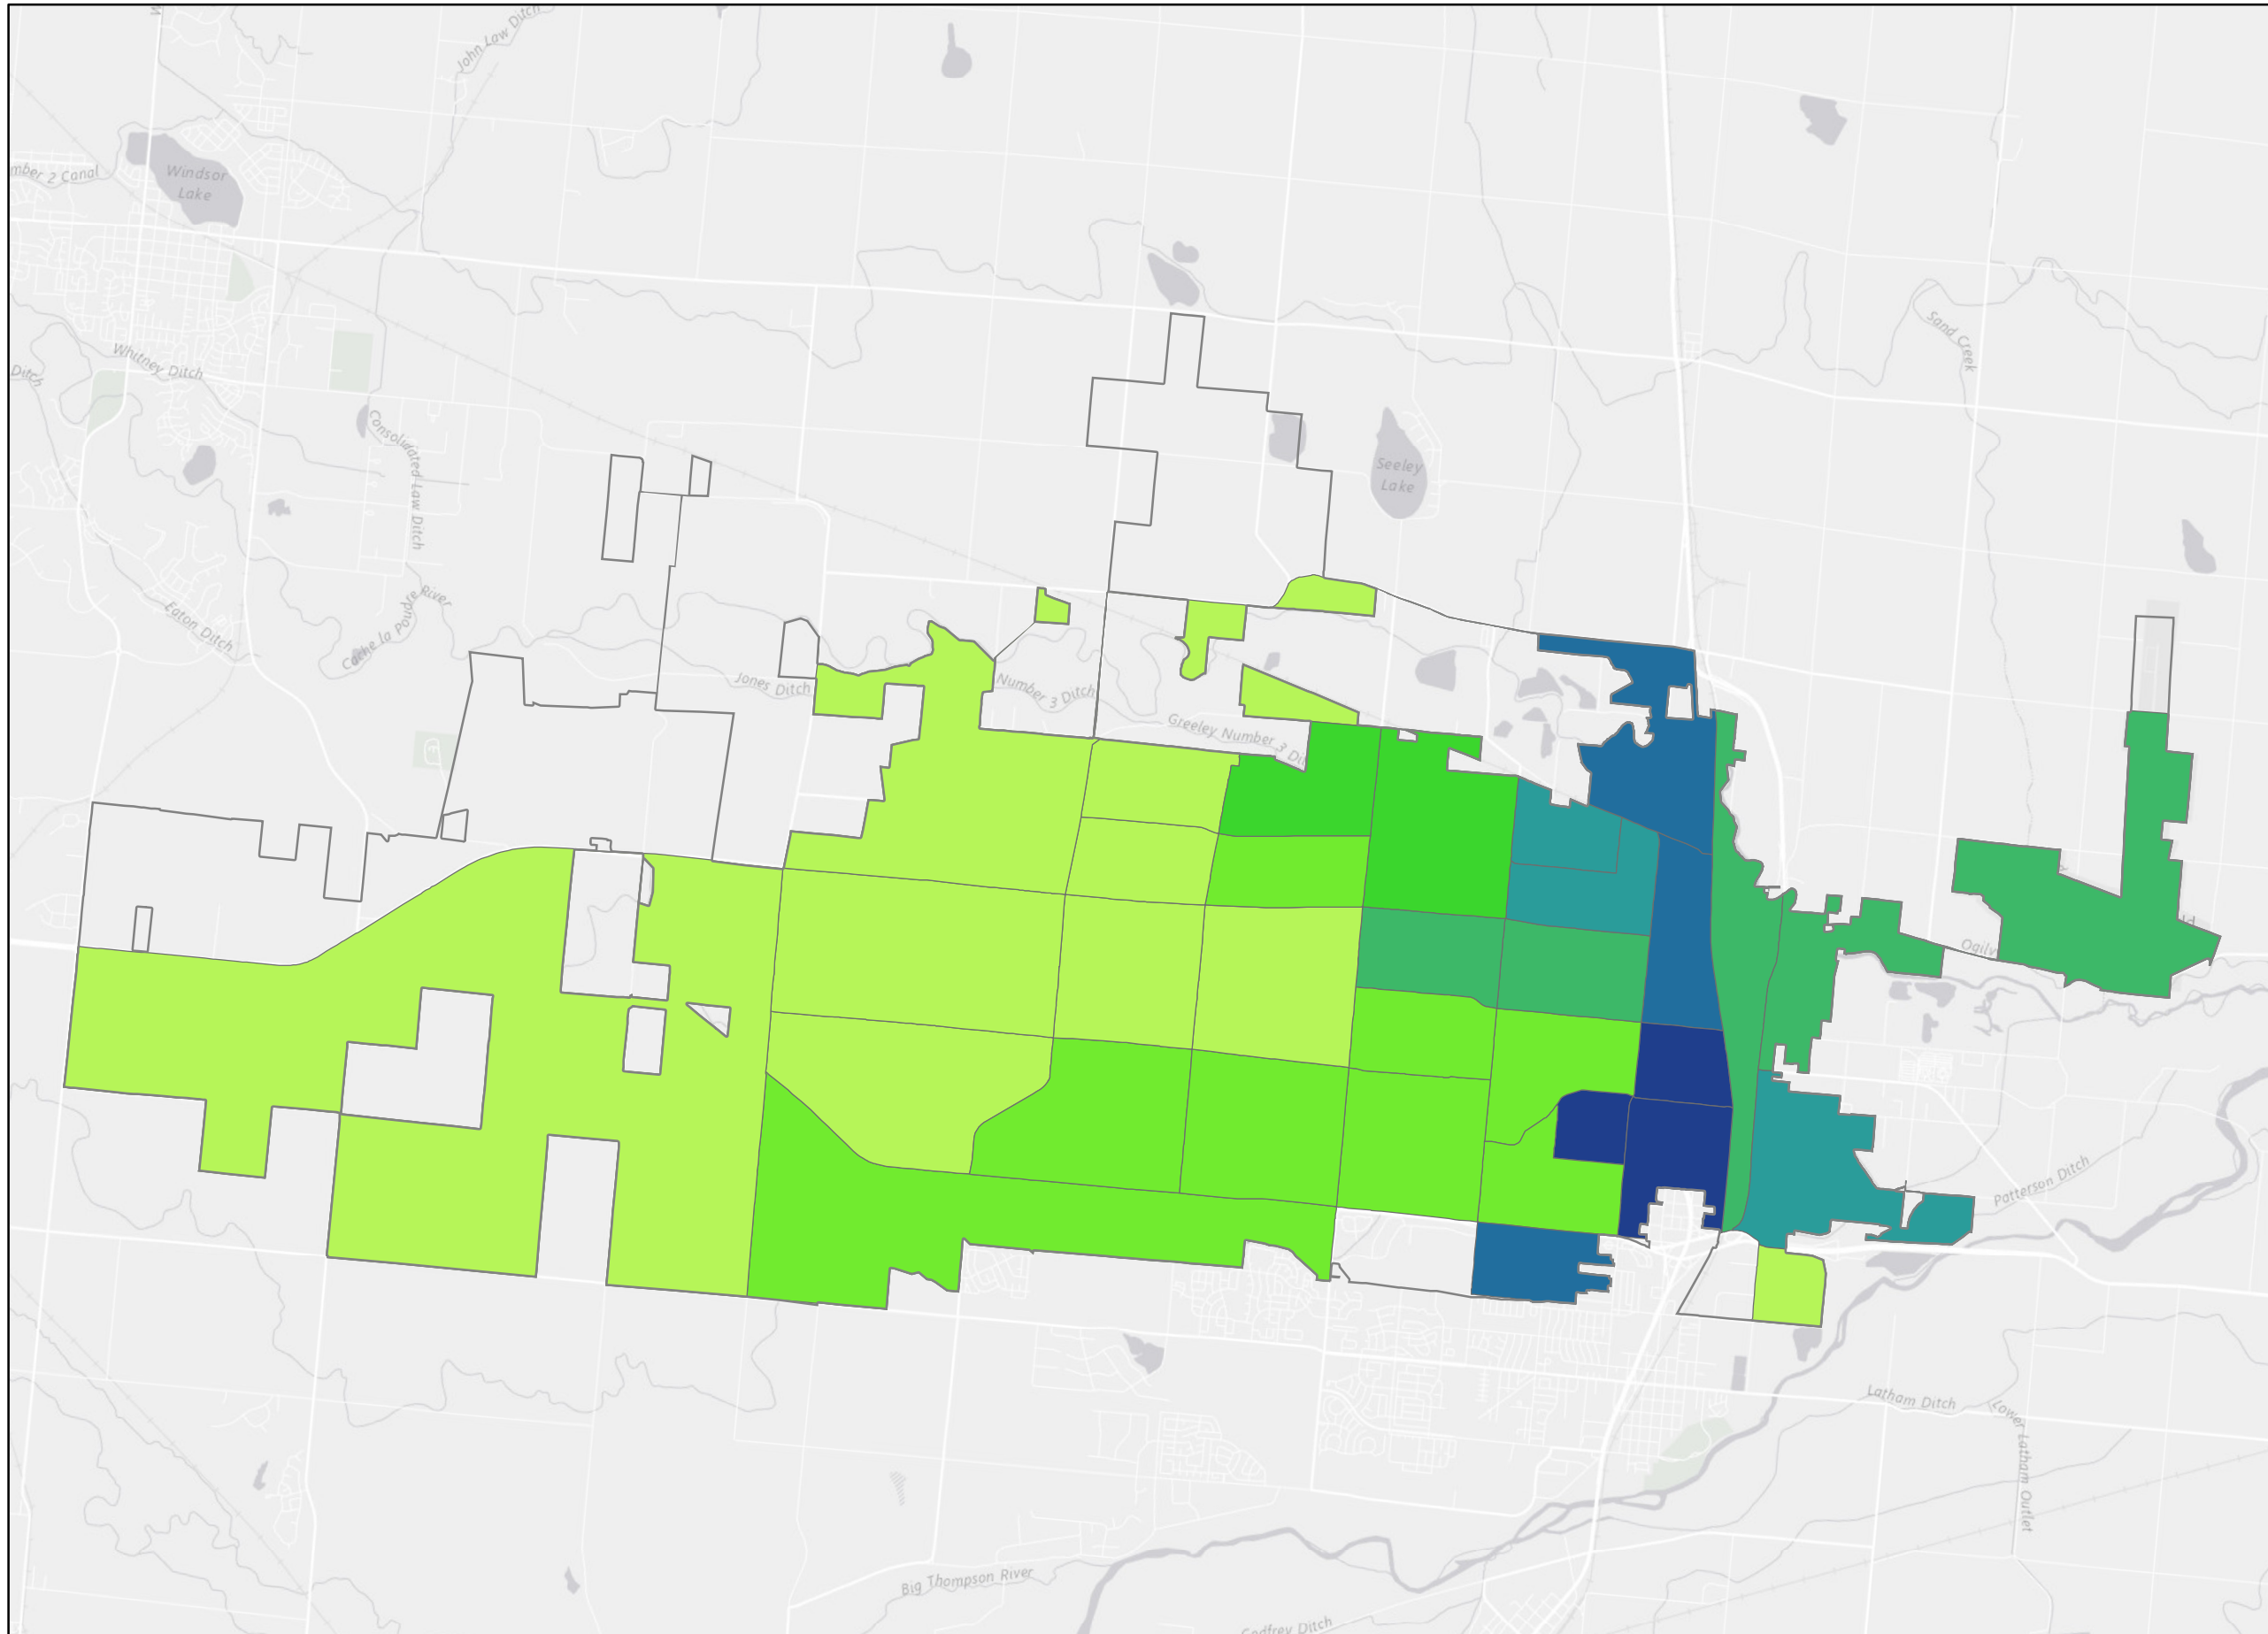 John Law Ditch
mber 2 Canal
Windsor
Lake
Sand Creek
Whitney Ditch
Ditch
Consolidated Law Ditch
Seeley
Lake
Eaton Ditch
Cache la Poudre River
Jones Ditch
Number 3 Ditch
Greeley Number 3 D
Ogilv
Patterson Ditch
Latham Ditch
Lower Latham Outlet
Big Thompson River
Godfrey Ditch